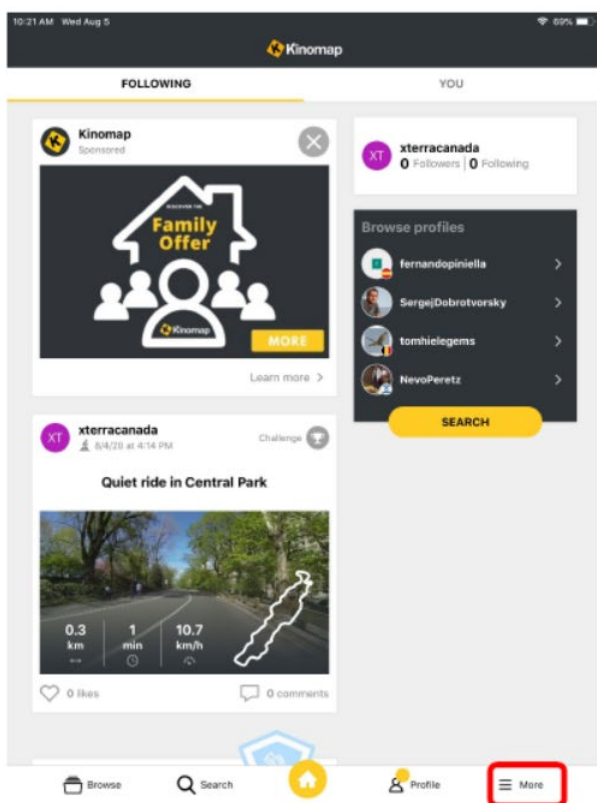 10:21 AM Wed Aug 5
89%
Kinomap
FOLLOWING
YOU
Kinomap
Sponsored
DISCOVER THE
Family
Offer
Kinomap
MORE
Learn more
XT
xterracanada
0 Followers | 0 Following
Browse profiles
fernandopiniella
SergejDobrotvorsky
tomhielegems
NevoPeretz
SEARCH
XT
xterracanada
8/4/20 at 4:14 PM
Challenge
Quiet ride in Central Park
0.3 1 10.7
km min km/h
0 likes
0 comments
Browse
Search
Profile
More